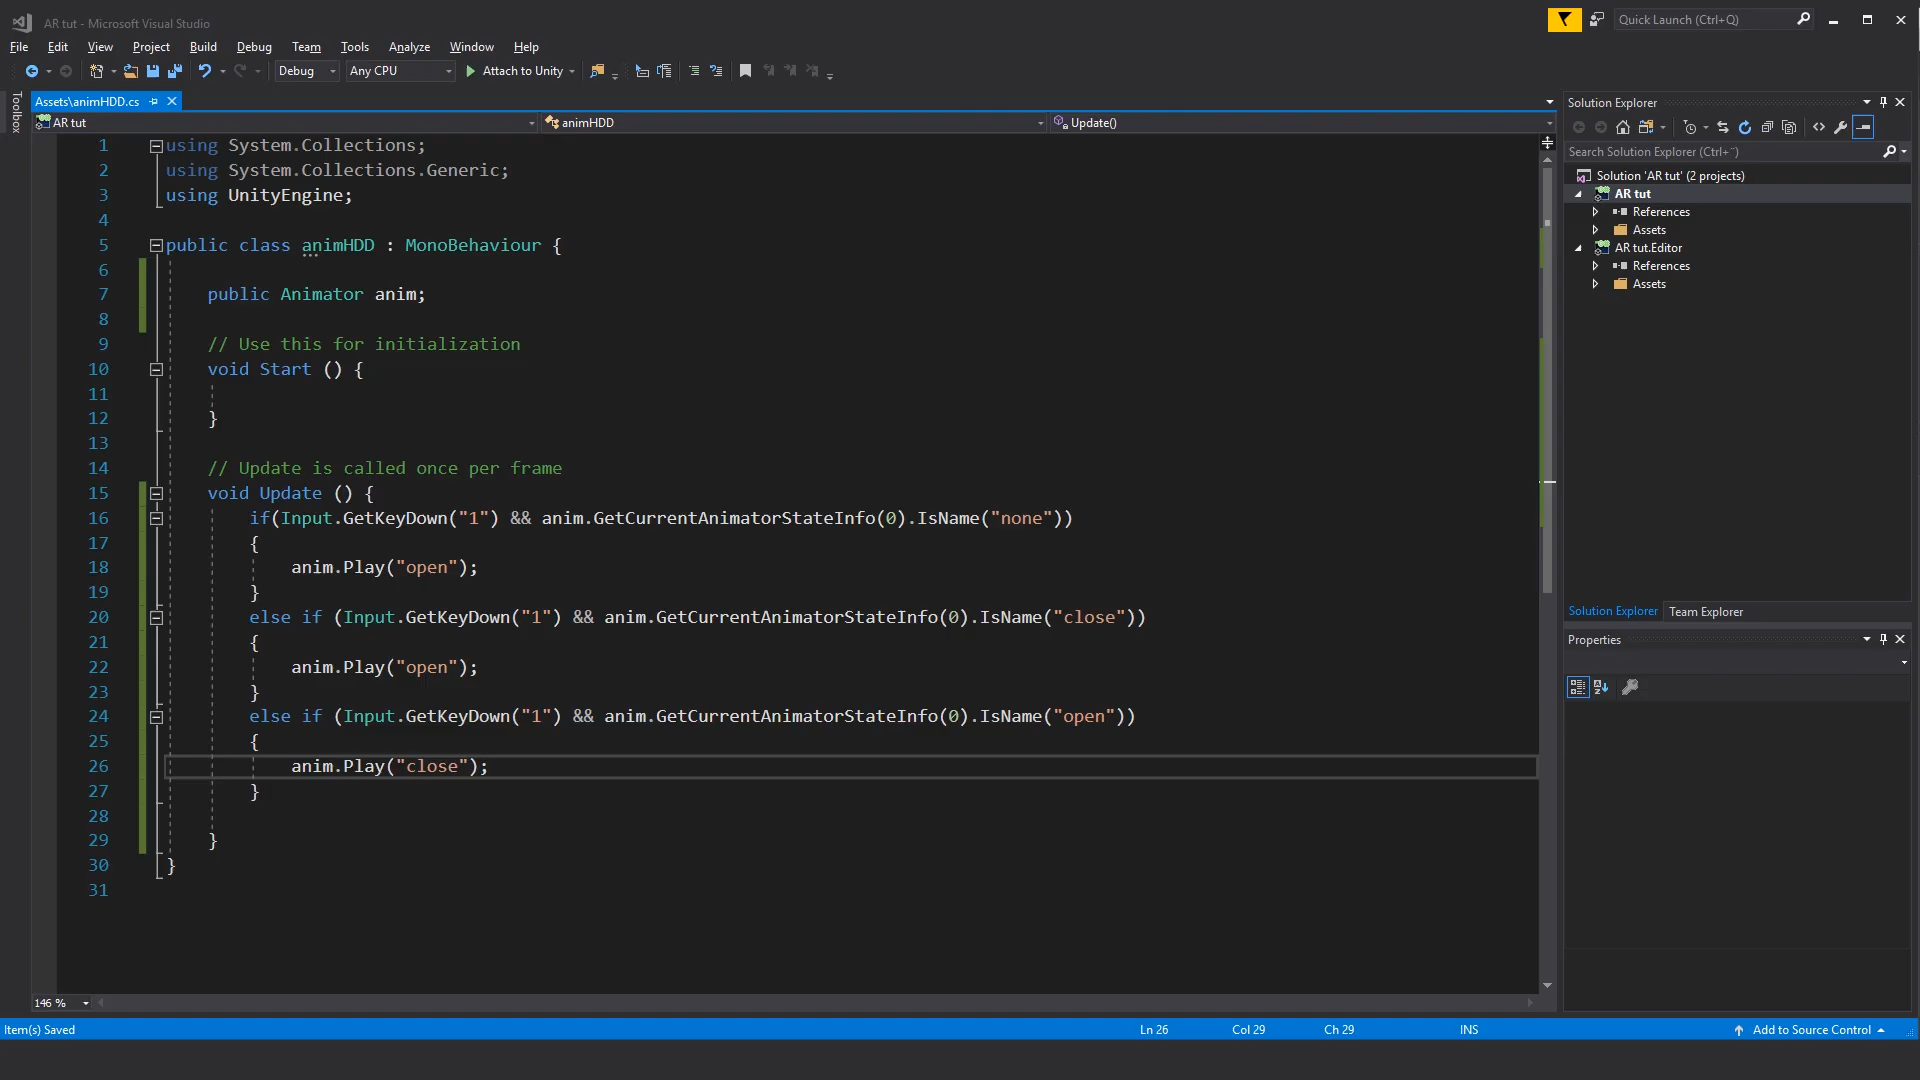 AR tut - Microsoft Visual Studio
Quick Launch (Ctrl+Q)
File Edit View Project Build Debug Team Tools Analyze Window Help
Debug Any CPU Attach to Unity
Toolbox
Assets\animHDD.cs
AR tut animHDD Update()
1 using System.Collections;
2 using System.Collections.Generic;
3 using UnityEngine;
4
5 public class animHDD : MonoBehaviour {
6
7 public Animator anim;
8
9 // Use this for initialization
10 void Start () {
11
12 }
13
14 // Update is called once per frame
15 void Update () {
16 if(Input.GetKeyDown("1") && anim.GetCurrentAnimatorStateInfo(0).IsName("none"))
17 {
18 anim.Play("open");
19 }
20 else if (Input.GetKeyDown("1") && anim.GetCurrentAnimatorStateInfo(0).IsName("close"))
21 {
22 anim.Play("open");
23 }
24 else if (Input.GetKeyDown("1") && anim.GetCurrentAnimatorStateInfo(0).IsName("open"))
25 {
26 anim.Play("close");
27 }
28
29 }
30 }
31
146 %
Solution Explorer
Search Solution Explorer (Ctrl+¨)
Solution 'AR tut' (2 projects)
AR tut
References
Assets
AR tut.Editor
References
Assets
Solution Explorer Team Explorer
Properties
Item(s) Saved Ln 26 Col 29 Ch 29 INS Add to Source Control